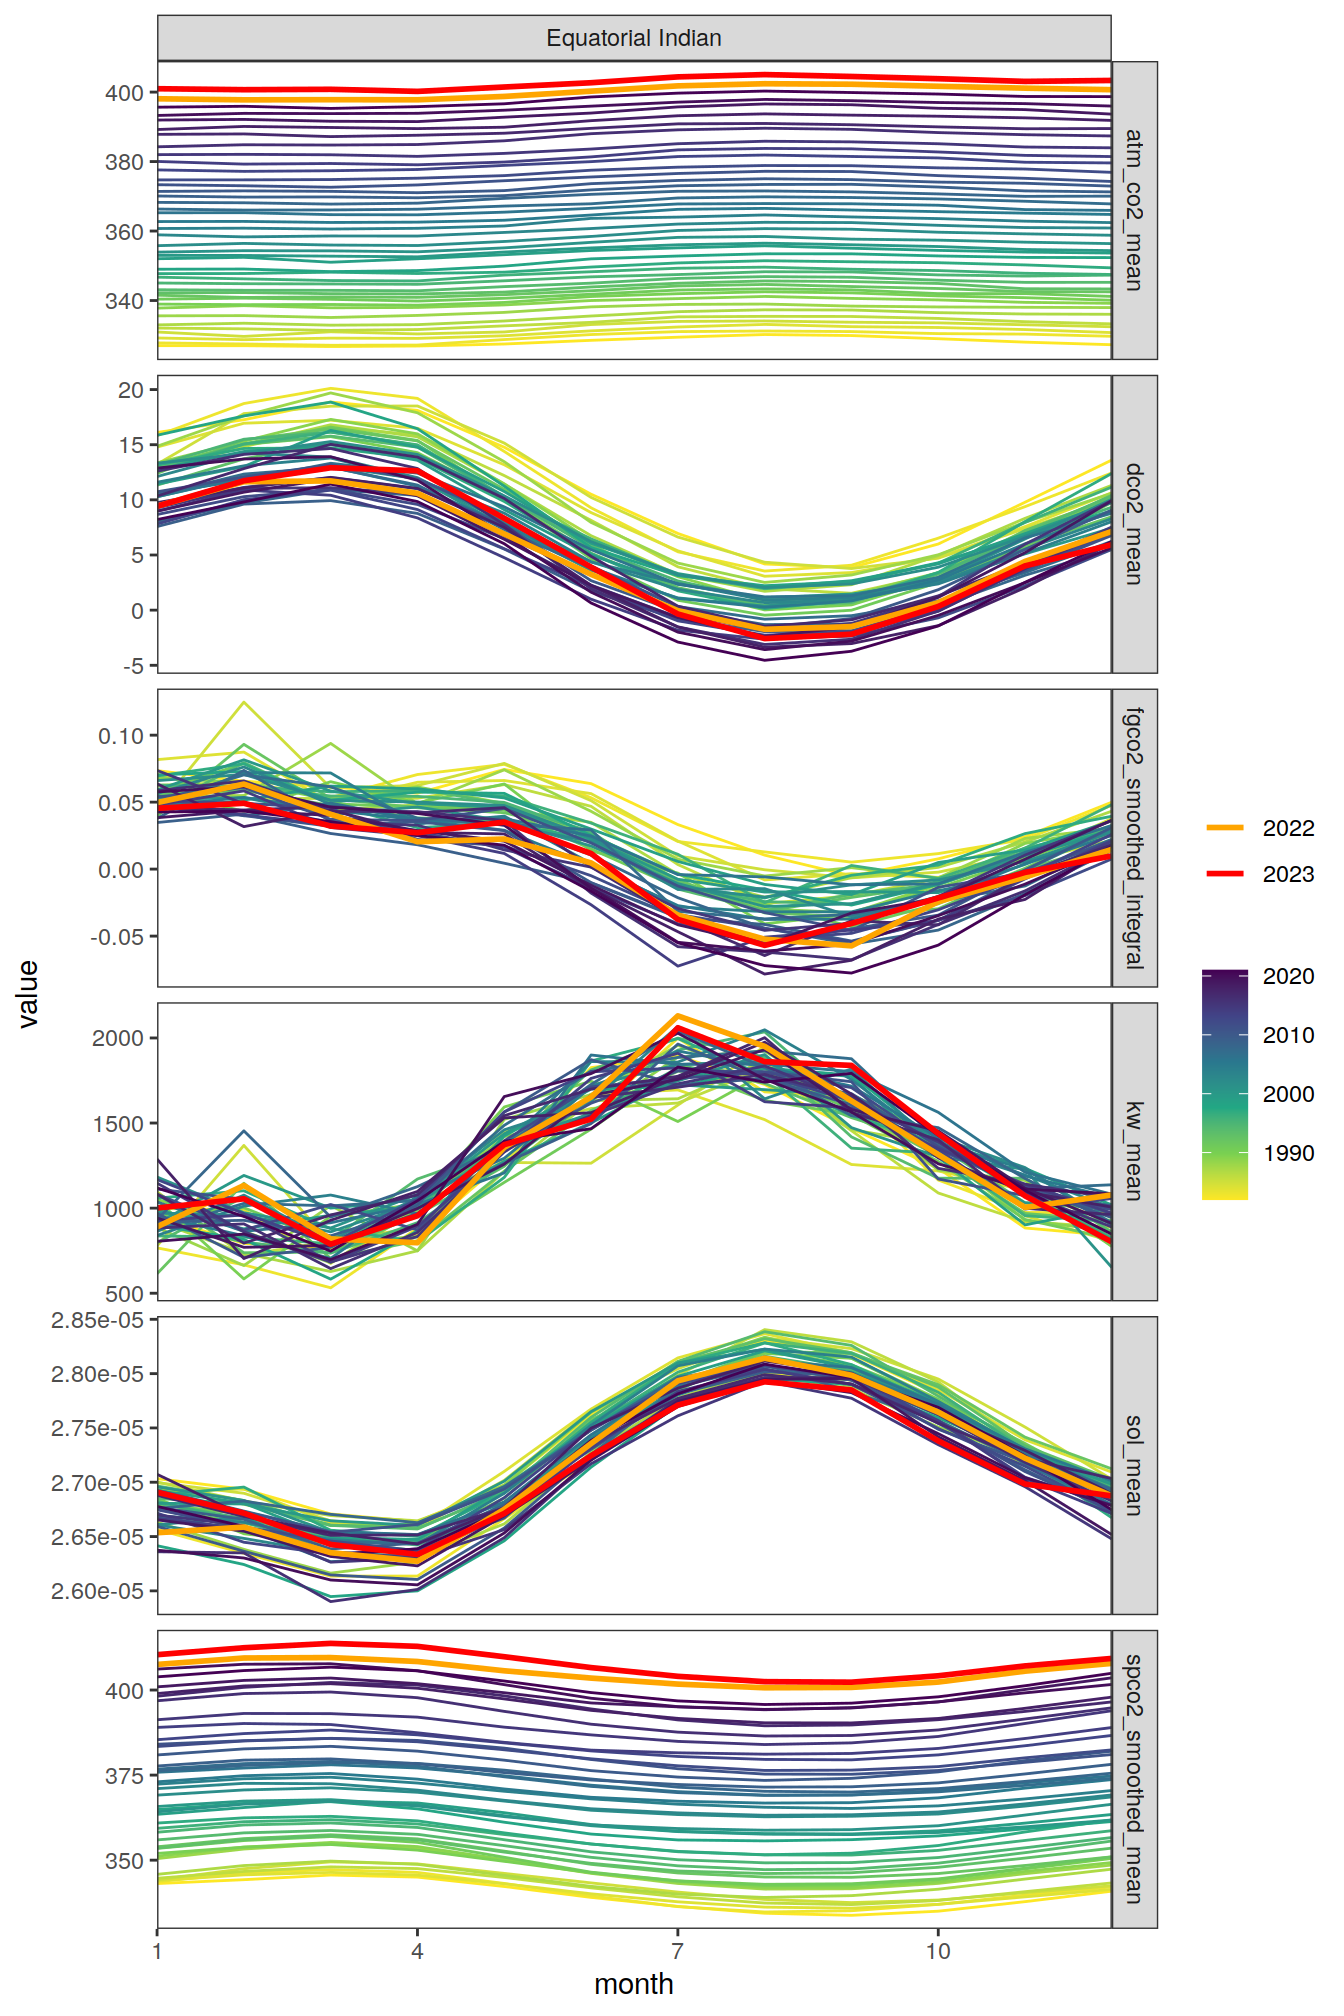 Equatorial Indian
400
380
360
340
atm_co2_mean
20
15
10
5
0
-5
dco2_mean
0.10
0.05
0.00
-0.05
fgco2_smoothed_integral
2000
1500
1000
500
kw_mean
2.85e-05
2.80e-05
2.75e-05
2.70e-05
2.65e-05
2.60e-05
sol_mean
400
375
350
spco2_smoothed_mean
1
4
7
10
month
value
2022
2023
2020
2010
2000
1990